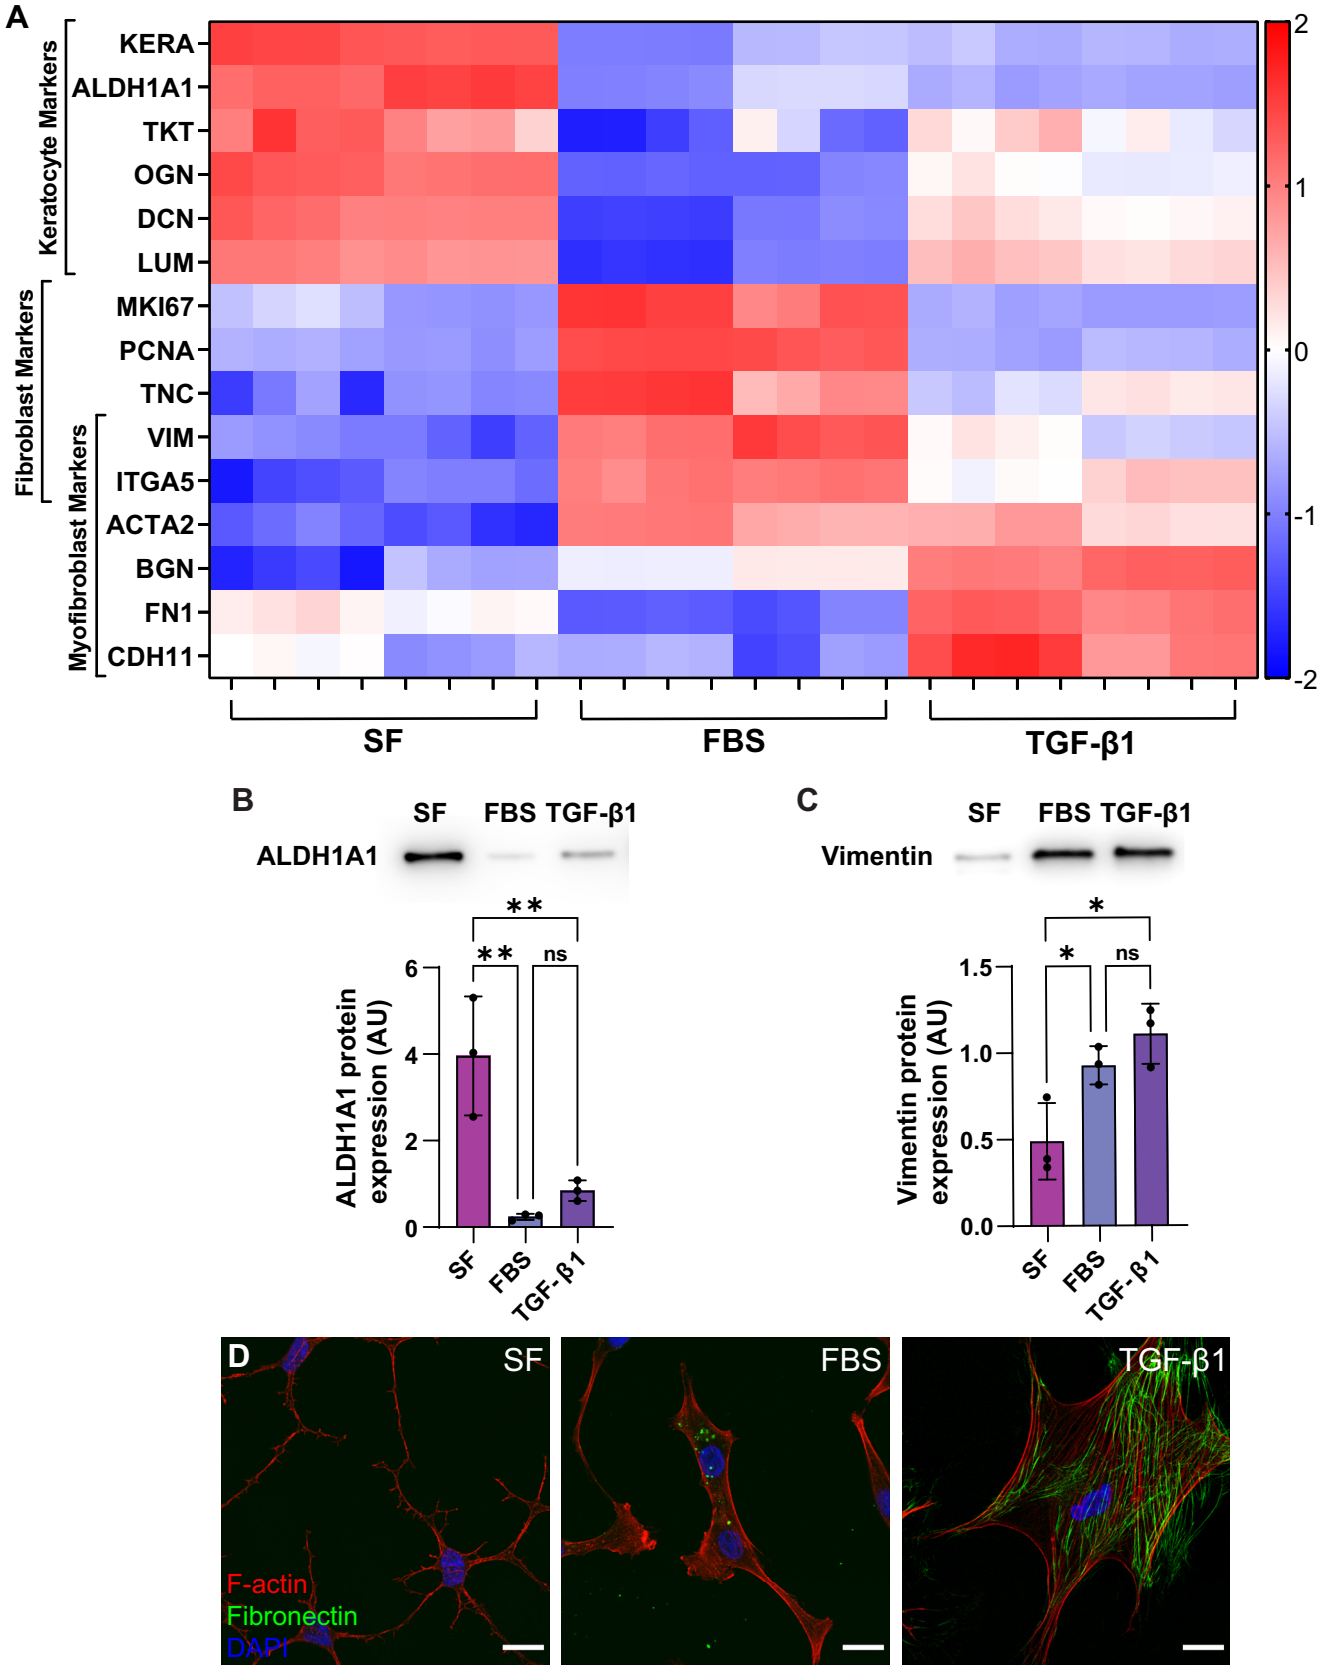 A
Keratocyte Markers
Fibroblast Markers
Myofibroblast Markers
KERA
ALDH1A1
TKT
OGN
DCN
LUM
MKI67
PCNA
TNC
VIM
ITGA5
ACTA2
BGN
FN1
CDH11
2
1
0
-1
-2
SF FBS TGF-β1
B
SF FBS TGF-β1
ALDH1A1
**
** ns
ALDH1A1 protein
expression (AU)
6
4
2
0
SF
FBS
TGF-β1
C
SF FBS TGF-β1
Vimentin
*
* ns
Vimentin protein
expression (AU)
1.5
1.0
0.5
0.0
SF
FBS
TGF-β1
D
SF
F-actin
Fibronectin
DAPI
FBS
TGF-β1